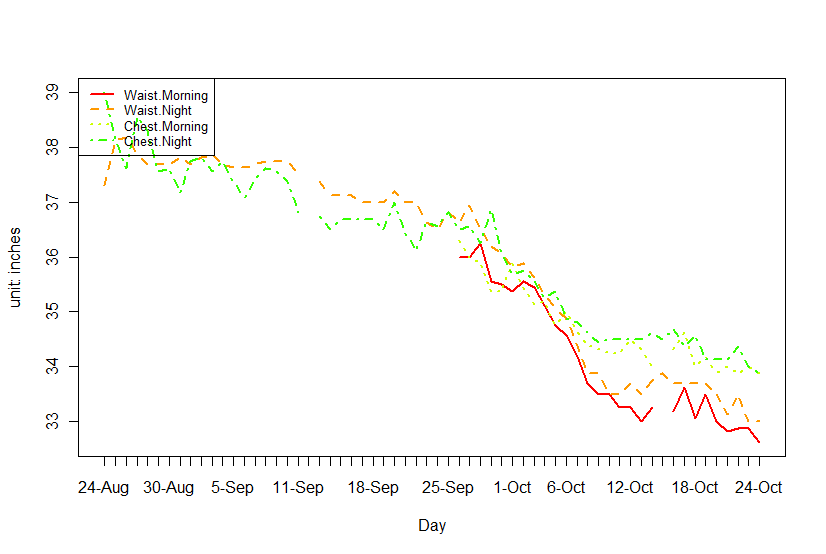 39
38
37
36
35
34
33
unit: inches
Waist.Morning
Waist.Night
Chest.Morning
Chest.Night
24-Aug 30-Aug 5-Sep 11-Sep 18-Sep 25-Sep 1-Oct 6-Oct 12-Oct 18-Oct 24-Oct
Day